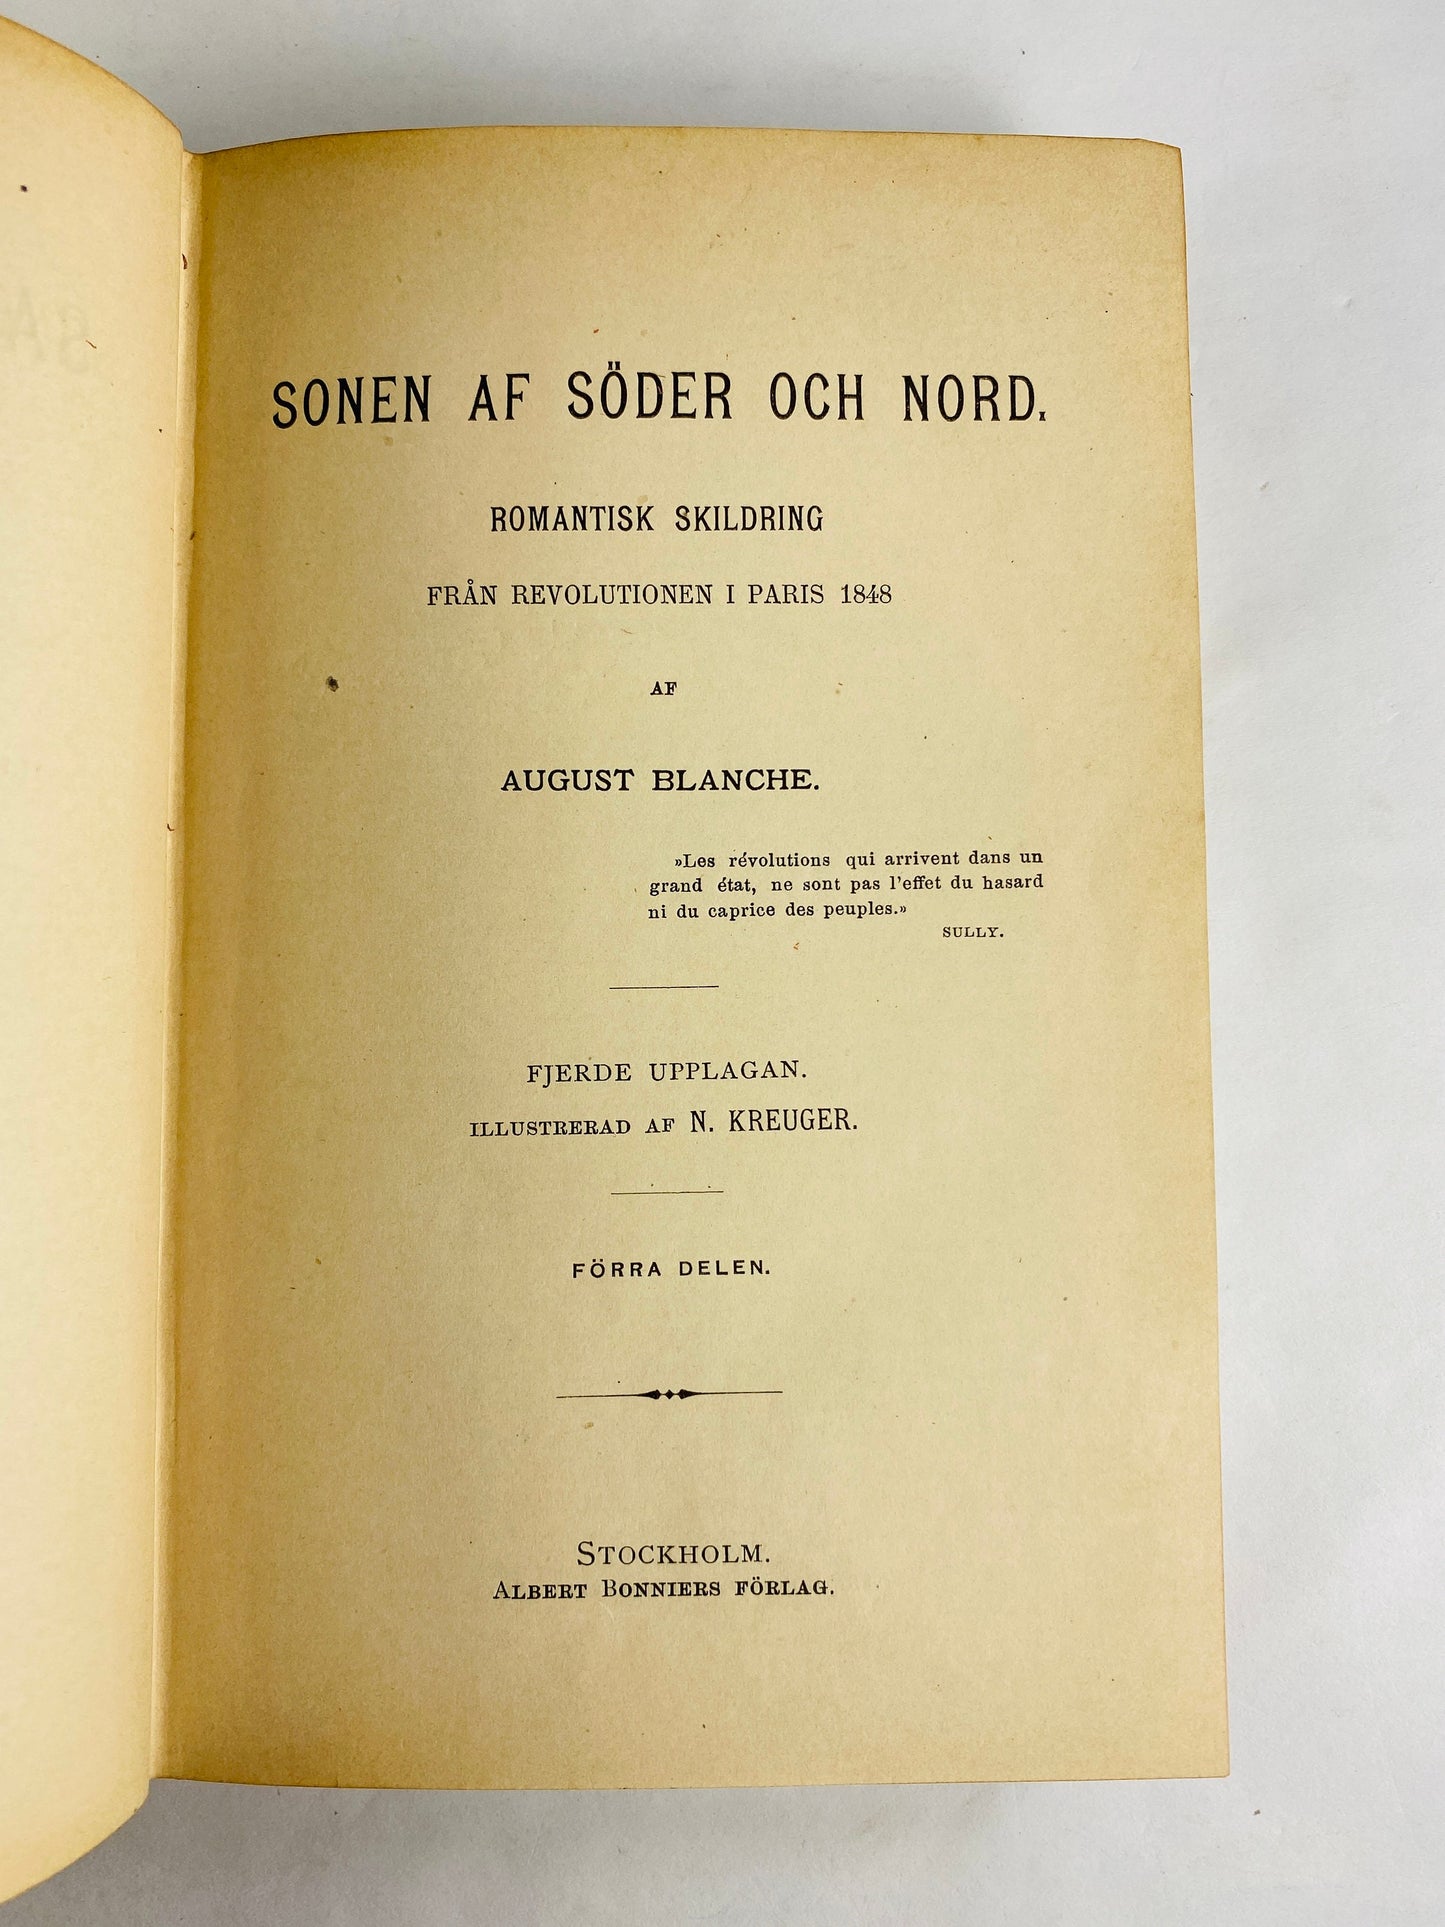 SONEN AF SÖDER OCH NORD.
ROMANTISK SKILDRING
FRÅN REVOLUTIONEN I PARIS 1848
AF
AUGUST BLANCHE.
»Les révolutions qui arrivent dans un
grand état, ne sont pas l'effet du hasard
ni du caprice des peuples.»
SULLY.
FJERDE UPPLAGAN.
ILLUSTRERAD AF N. KREUGER.
FÖRRA DELEN.
STOCKHOLM.
ALBERT BONNIERS FÖRLAG.